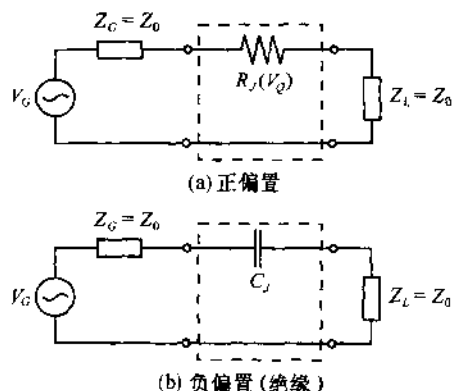 Z_G = Z_0
V_G
R_J(V_Q)
Z_L = Z_0
(a) 正偏置
Z_G = Z_0
V_G
C_J
Z_L = Z_0
(b) 负偏置(绝缘)